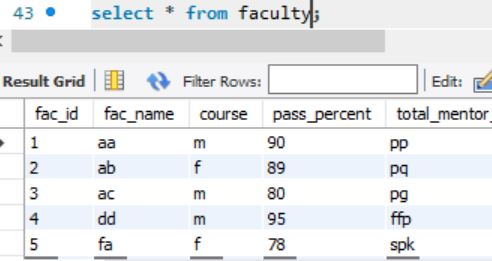 43 select * from faculty;
Result Grid Filter Rows: Edit:
fac_id fac_name course pass_percent total_mentor_
1 aa m 90 pp
2 ab f 89 pq
3 ac m 80 pg
4 dd m 95 ffp
5 fa f 78 spk